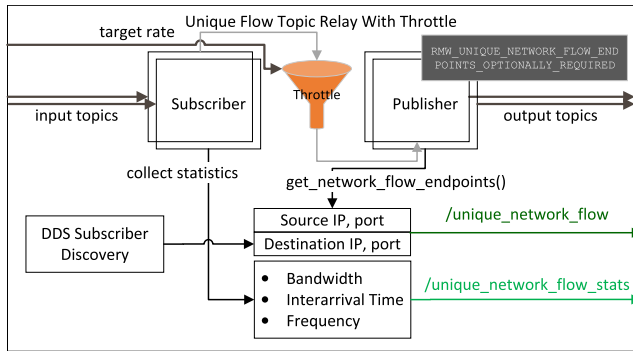 Unique Flow Topic Relay With Throttle
target rate
RMW_UNIQUE_NETWORK_FLOW_END
POINTS_OPTIONALLY_REQUIRED
Subscriber
Throttle
Publisher
input topics
output topics
collect statistics
get_network_flow_endpoints()
Source IP, port
/unique_network_flow
DDS Subscriber
Discovery
Destination IP, port
• Bandwidth
/unique_network_flow_stats
• Interarrival Time
• Frequency